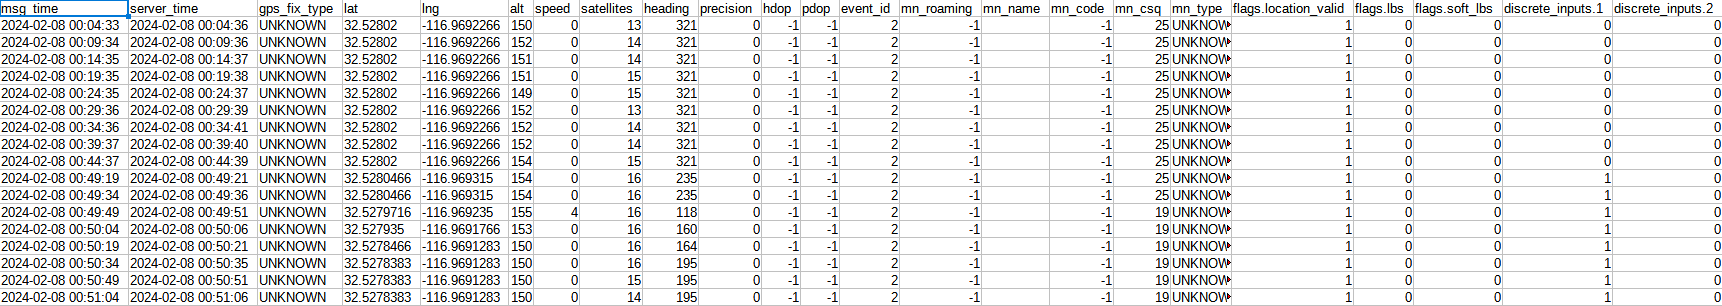 msg_time server_time gps_fix_type lat lng alt speed satellites heading precision hdop pdop event_id mn_roaming mn_name mn_code mn_csq mn_type flags.location_valid flags.lbs flags.soft_lbs discrete_inputs.1 discrete_inputs.2
2024-02-08 00:04:33 2024-02-08 00:04:36 UNKNOWN 32.52802 -116.9692266 150 0 13 321 0 -1 -1 2 -1 -1 25 UNKNOW 1 0 0 0 0
2024-02-08 00:09:34 2024-02-08 00:09:36 UNKNOWN 32.52802 -116.9692266 152 0 14 321 0 -1 -1 2 -1 -1 25 UNKNOW 1 0 0 0 0
2024-02-08 00:14:35 2024-02-08 00:14:37 UNKNOWN 32.52802 -116.9692266 151 0 14 321 0 -1 -1 2 -1 -1 25 UNKNOW 1 0 0 0 0
2024-02-08 00:19:35 2024-02-08 00:19:38 UNKNOWN 32.52802 -116.9692266 151 0 15 321 0 -1 -1 2 -1 -1 25 UNKNOW 1 0 0 0 0
2024-02-08 00:24:35 2024-02-08 00:24:37 UNKNOWN 32.52802 -116.9692266 149 0 15 321 0 -1 -1 2 -1 -1 25 UNKNOW 1 0 0 0 0
2024-02-08 00:29:36 2024-02-08 00:29:39 UNKNOWN 32.52802 -116.9692266 152 0 13 321 0 -1 -1 2 -1 -1 25 UNKNOW 1 0 0 0 0
2024-02-08 00:34:36 2024-02-08 00:34:41 UNKNOWN 32.52802 -116.9692266 152 0 14 321 0 -1 -1 2 -1 -1 25 UNKNOW 1 0 0 0 0
2024-02-08 00:39:37 2024-02-08 00:39:40 UNKNOWN 32.52802 -116.9692266 152 0 14 321 0 -1 -1 2 -1 -1 25 UNKNOW 1 0 0 0 0
2024-02-08 00:44:37 2024-02-08 00:44:39 UNKNOWN 32.52802 -116.9692266 154 0 15 321 0 -1 -1 2 -1 -1 25 UNKNOW 1 0 0 0 0
2024-02-08 00:49:19 2024-02-08 00:49:21 UNKNOWN 32.5280466 -116.969315 154 0 16 235 0 -1 -1 2 -1 -1 25 UNKNOW 1 0 0 1 0
2024-02-08 00:49:34 2024-02-08 00:49:36 UNKNOWN 32.5280466 -116.969315 154 0 16 235 0 -1 -1 2 -1 -1 25 UNKNOW 1 0 0 1 0
2024-02-08 00:49:49 2024-02-08 00:49:51 UNKNOWN 32.5279716 -116.969235 155 4 16 118 0 -1 -1 2 -1 -1 19 UNKNOW 1 0 0 1 0
2024-02-08 00:50:04 2024-02-08 00:50:06 UNKNOWN 32.527935 -116.9691766 153 0 16 160 0 -1 -1 2 -1 -1 19 UNKNOW 1 0 0 1 0
2024-02-08 00:50:19 2024-02-08 00:50:21 UNKNOWN 32.5278466 -116.9691283 150 0 16 164 0 -1 -1 2 -1 -1 19 UNKNOW 1 0 0 1 0
2024-02-08 00:50:34 2024-02-08 00:50:35 UNKNOWN 32.5278383 -116.9691283 150 0 16 195 0 -1 -1 2 -1 -1 19 UNKNOW 1 0 0 1 0
2024-02-08 00:50:49 2024-02-08 00:50:51 UNKNOWN 32.5278383 -116.9691283 150 0 15 195 0 -1 -1 2 -1 -1 19 UNKNOW 1 0 0 1 0
2024-02-08 00:51:04 2024-02-08 00:51:06 UNKNOWN 32.5278383 -116.9691283 150 0 14 195 0 -1 -1 2 -1 -1 19 UNKNOW 1 0 0 1 0